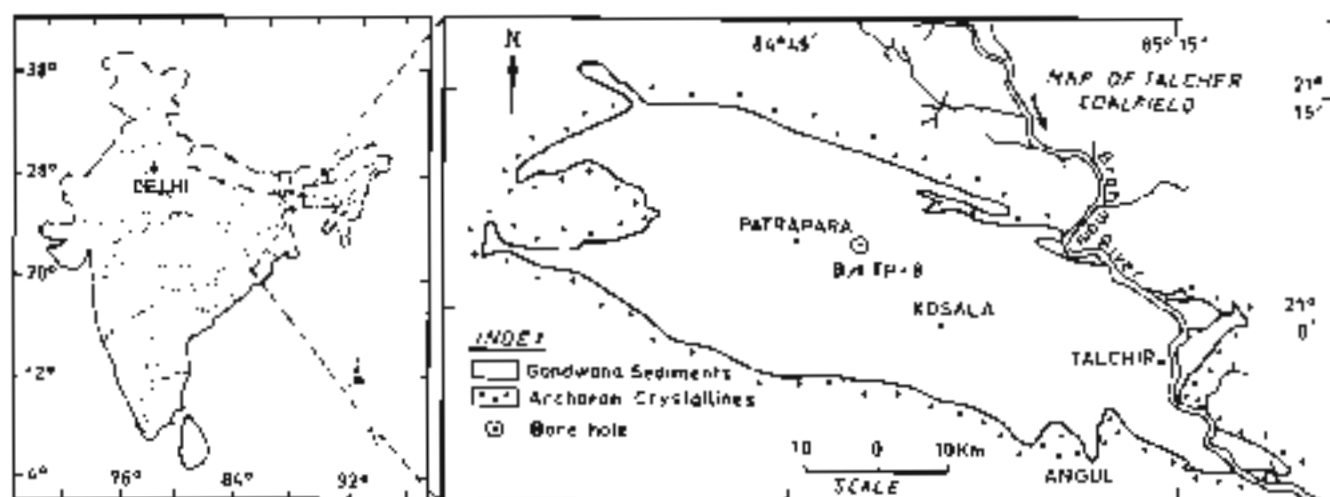 38°
28°
DELHI
20°
12°
4°
76°
84°
92°
N
84°45'
85°15'
MAP OF TALCHER
COALFIELD
21°
15'
PATRAPARA
KOSALA
21°
0'
TALCHIR
ANGUL
INDEX
Gondwana Sediments
Archaean Crystallines
Bore hole
10 0 10Km
SCALE